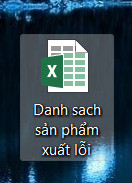 X
Danh sach
sản phẩm
xuất lỗi